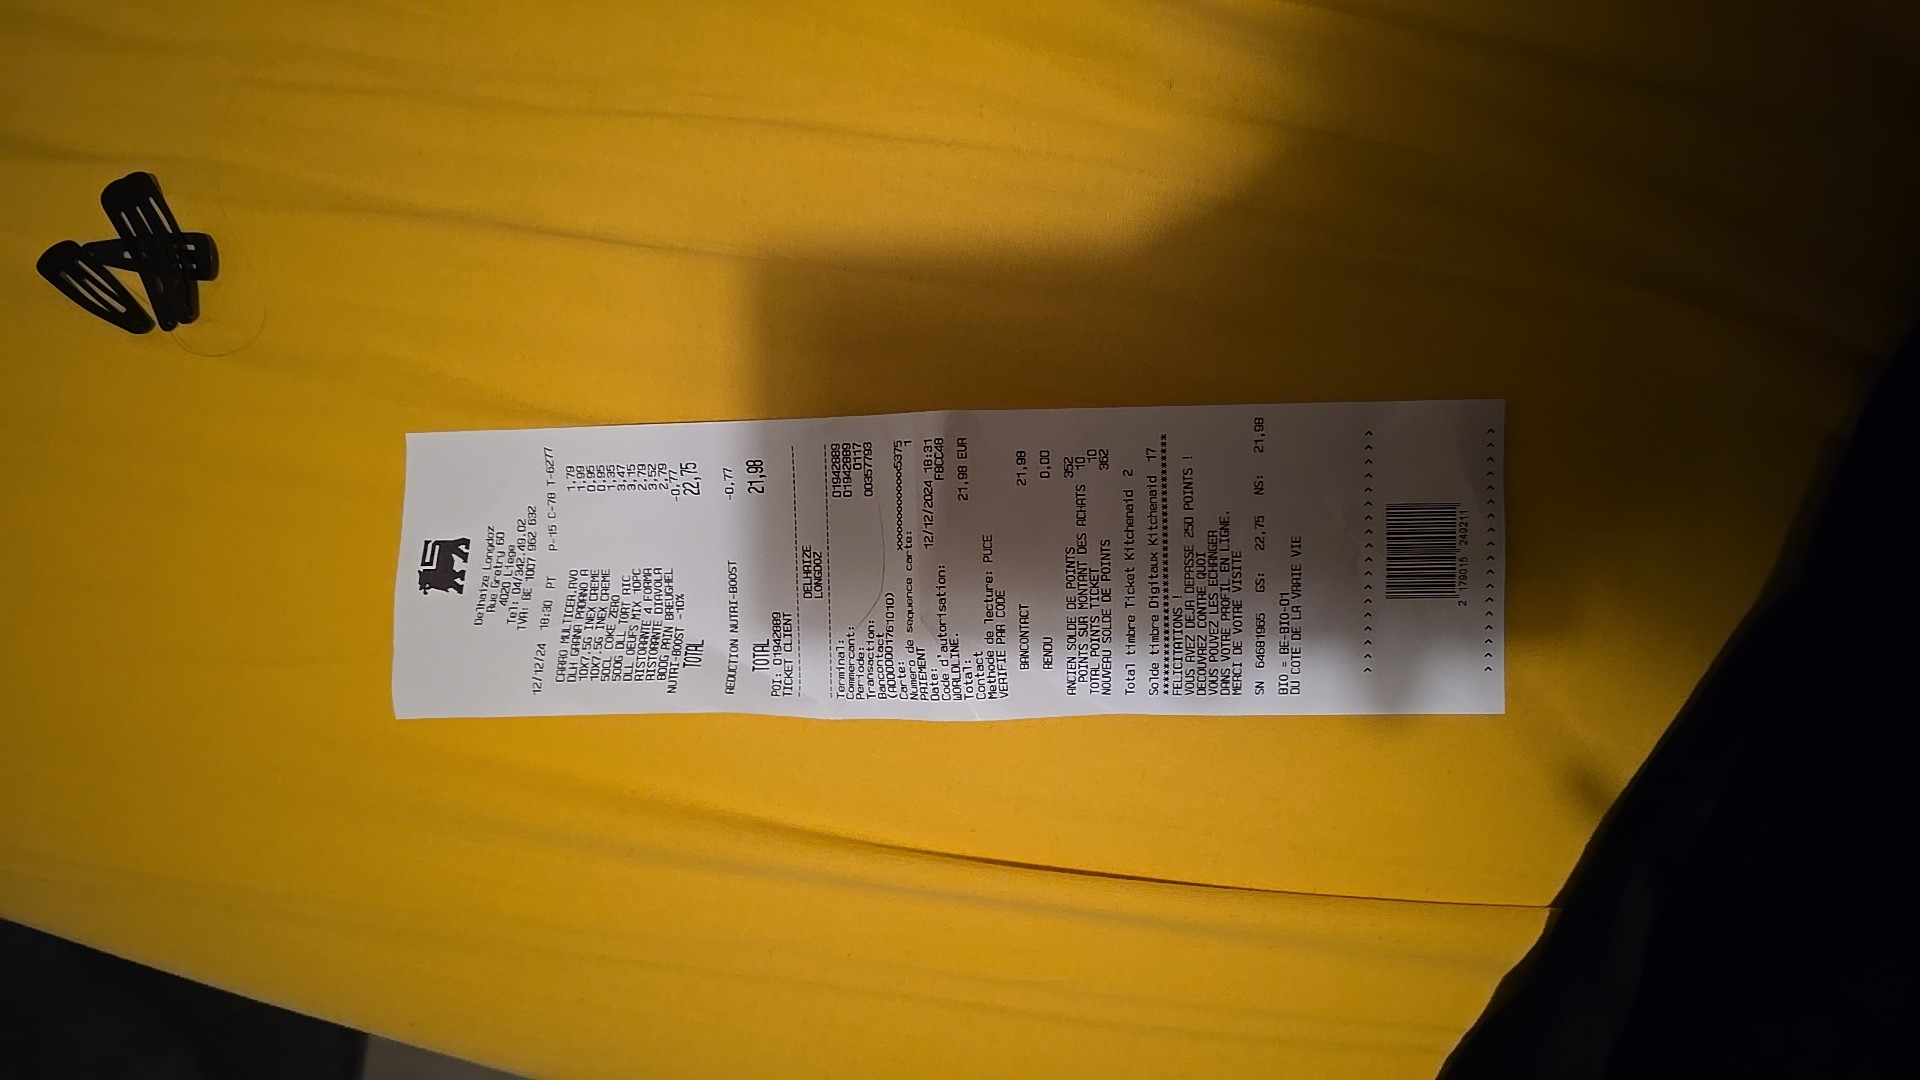 Delhaize Longdoz
Rue Gretry 60
4020 Liege
Tel: 04/342.49.02
TVA: BE 1007 962 632
12/12/24 18:30 PT P-15 C-78 T-6277
CARRO.MULTICER.AVO 1,79
DLH GRANA PADANO A 1,99
10X7.5G INEX CREME 0,95
10X7.5G INEX CREME 0,95
50CL COKE ZERO 1,35
500G DLL TORT RIC 3,47
DLL OEUFS MIX 10PC 3,15
RISTORANTE 4 FORMA 2,79
RISTORANTE DIAVOLA 3,52
800G PAIN BREUGHEL 2,79
NUTRI-BOOST -10% -0,77
TOTAL 22,75
REDUCTION NUTRI-BOOST -0,77
TOTAL 21,98
POI: 01942889
TICKET CLIENT
DELHAIZE
LONGDOZ
Terminal: 01942889
Commercant: 01942889
Periode: 0117
Transaction: 00357793
Bancontact
(A0000001761010)
Carte: xxxxxxxxxxxxx5375
Numero de sequence carte: 1
PAIEMENT
Date: 12/12/2024 18:31
Code d'autorisation: F8CC48
WORLDLINE.
Total: 21,98 EUR
Contact
Methode de lecture: PUCE
VERIFIE PAR CODE
BANCONTACT 21,98
RENDU 0,00
ANCIEN SOLDE DE POINTS 352
POINTS SUR MONTANT DES ACHATS 10
TOTAL POINTS TICKET 10
NOUVEAU SOLDE DE POINTS 362
Total timbre Ticket Kitchenaid 2
Solde timbre Digitaux Kitchenaid 17
FELICITATIONS !
VOUS AVEZ DEJA DEPASSE 250 POINTS !
DECOUVREZ CONTRE QUOI
VOUS POUVEZ LES ECHANGER
DANS VOTRE PROFIL EN LIGNE.
MERCI DE VOTRE VISITE
SN 64691965 GS: 22,75 NS: 21,98
BIO = BE-BIO-01
DU COTE DE LA VRAIE VIE
2 179015 249211